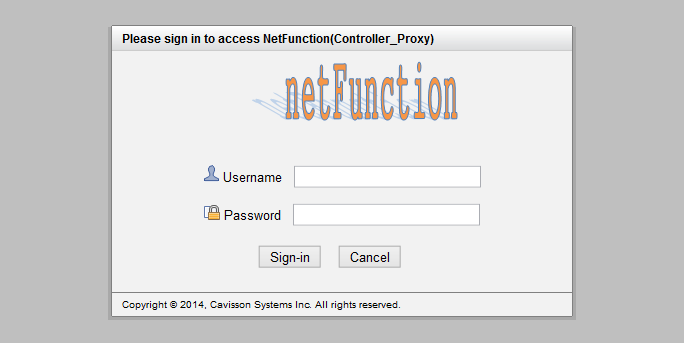 Please sign in to access NetFunction(Controller_Proxy)
netFunction
Username
Password
Sign-in Cancel
Copyright © 2014, Cavisson Systems Inc. All rights reserved.